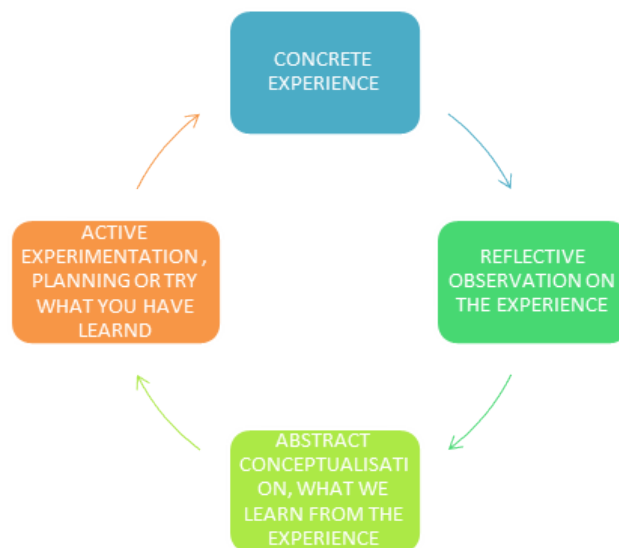 CONCRETE
EXPERIENCE
REFLECTIVE
OBSERVATION ON
THE EXPERIENCE
ABSTRACT
CONCEPTUALISATI
ON, WHAT WE
LEARN FROM THE
EXPERIENCE
ACTIVE
EXPERIMENTATION ,
PLANNING OR TRY
WHAT YOU HAVE
LEARND